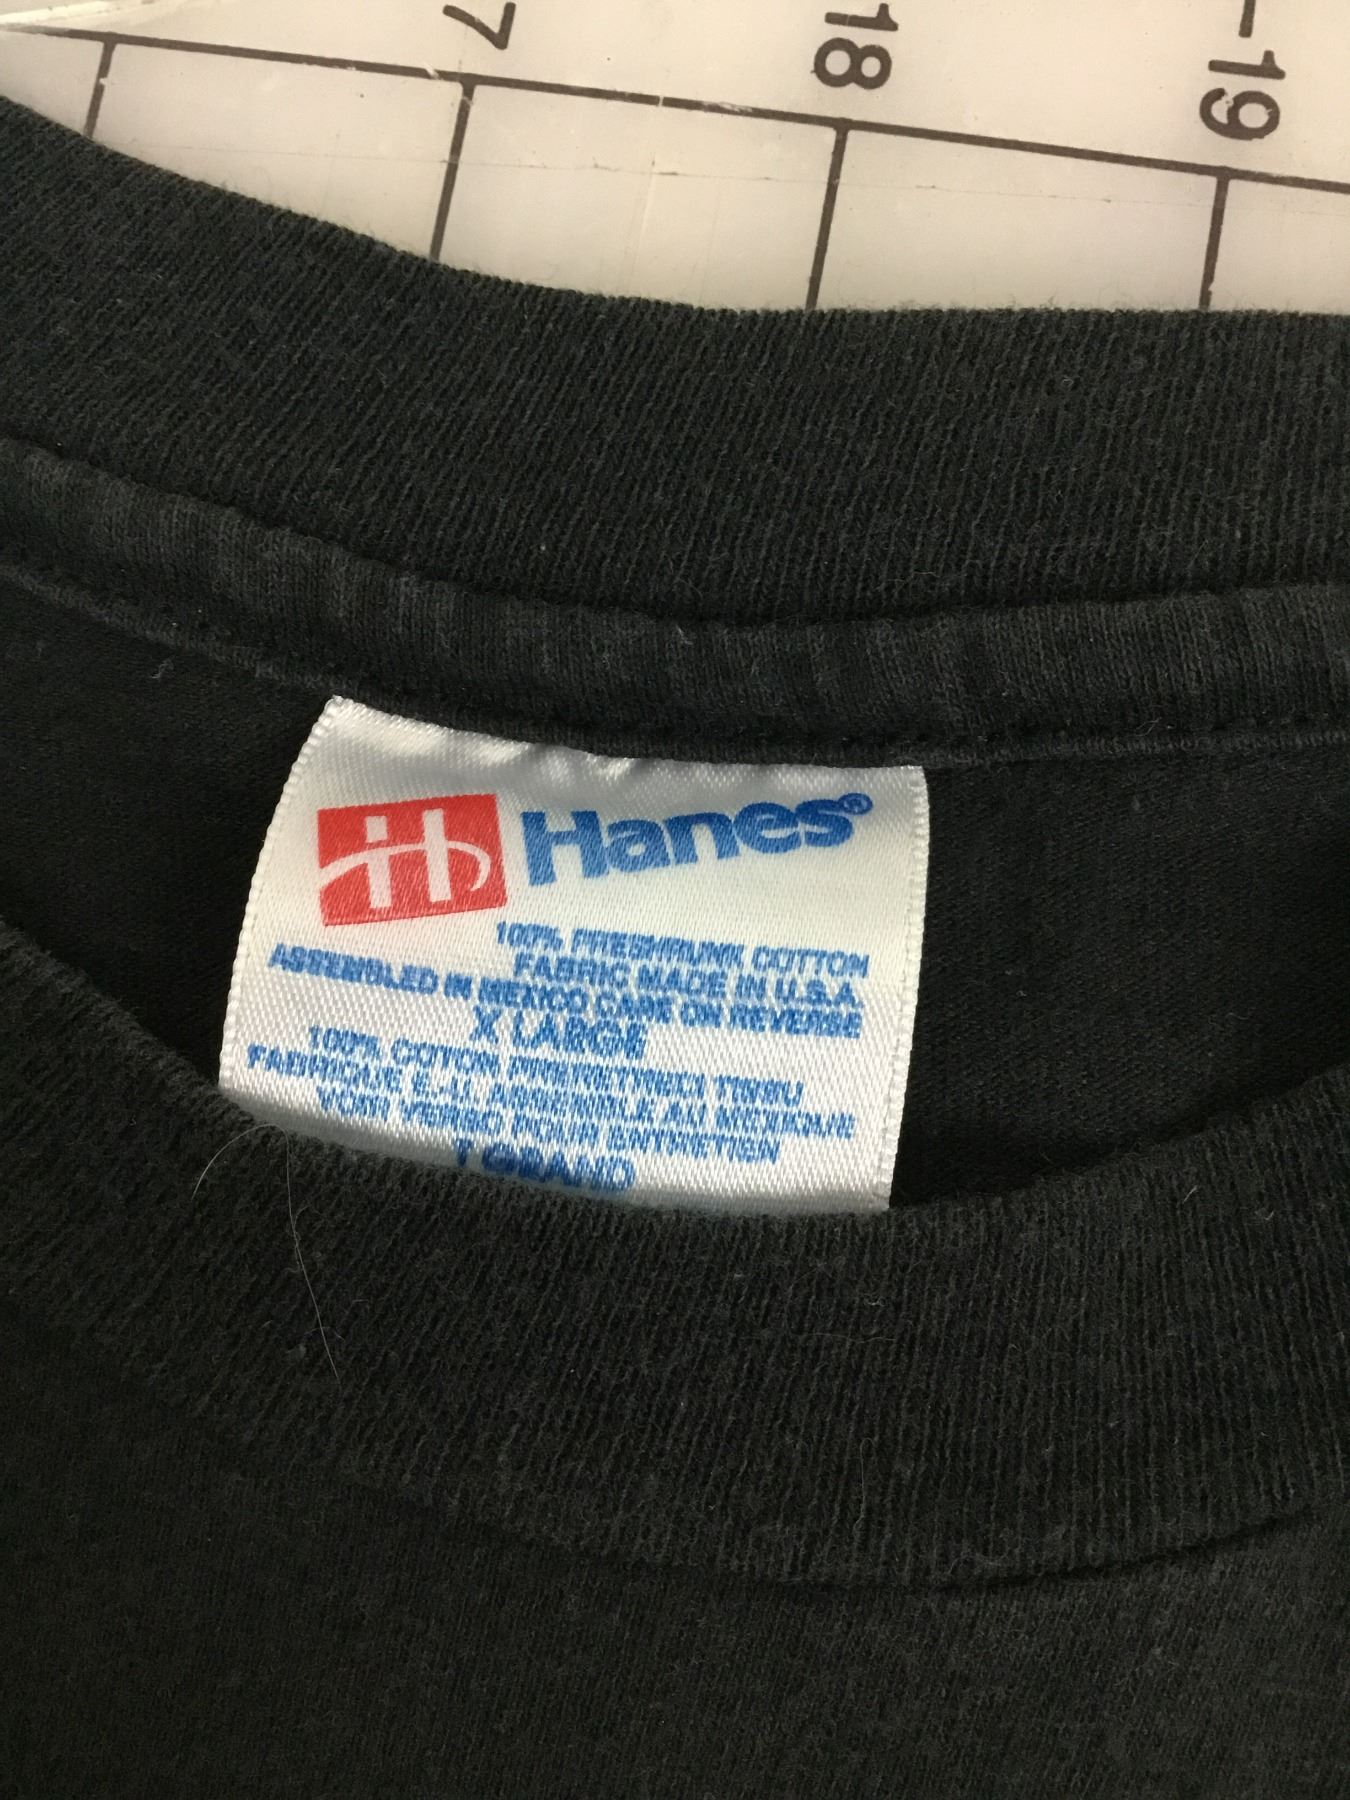 7
18
19
H Hanes®
100% PRESHRUNK COTTON
FABRIC MADE IN U.S.A.
ASSEMBLED IN MEXICO CARE ON REVERSE
X LARGE
100% COTON PRERETRECI TISSU
FABRIQUE E.-U. ASSEMBLE AU MEXIQUE
VOIR VERSO POUR ENTRETIEN
T GRAND